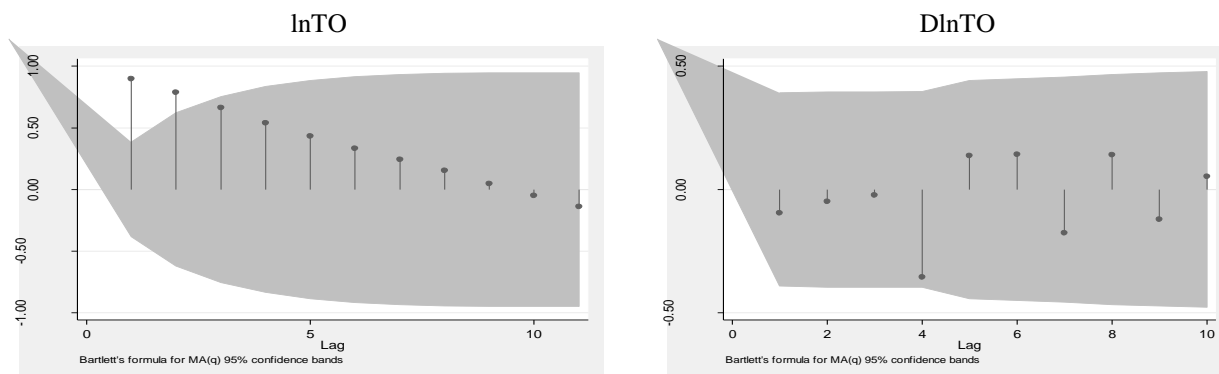 lnTO
1.00
0.50
0.00
-0.50
-1.00
0
5
10
Lag
Bartlett's formula for MA(q) 95% confidence bands
DlnTO
0.50
0.00
-0.50
0
2
4
6
8
10
Lag
Bartlett's formula for MA(q) 95% confidence bands